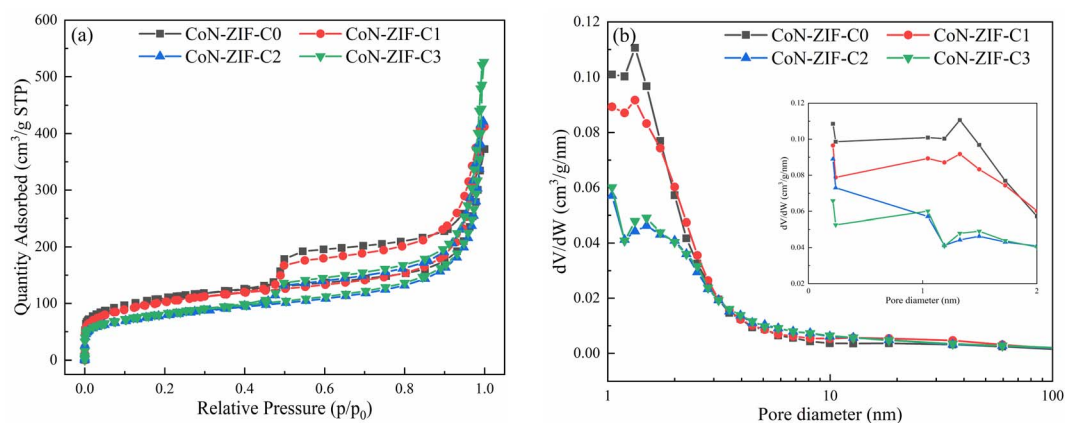 (a)
CoN-ZIF-C0 CoN-ZIF-C1
CoN-ZIF-C2 CoN-ZIF-C3
Quantity Adsorbed (cm³/g STP)
600
500
400
300
200
100
0
0.0 0.2 0.4 0.6 0.8 1.0
Relative Pressure (p/p₀)
(b)
CoN-ZIF-C0 CoN-ZIF-C1
CoN-ZIF-C2 CoN-ZIF-C3
dV/dW (cm³/g/nm)
0.12
0.10
0.08
0.06
0.04
0.02
0.00
1 10 100
Pore diameter (nm)
dV/dW (cm³/g/nm)
0.12
0.10
0.08
0.06
0.04
0.02
0 1 2
Pore diameter (nm)